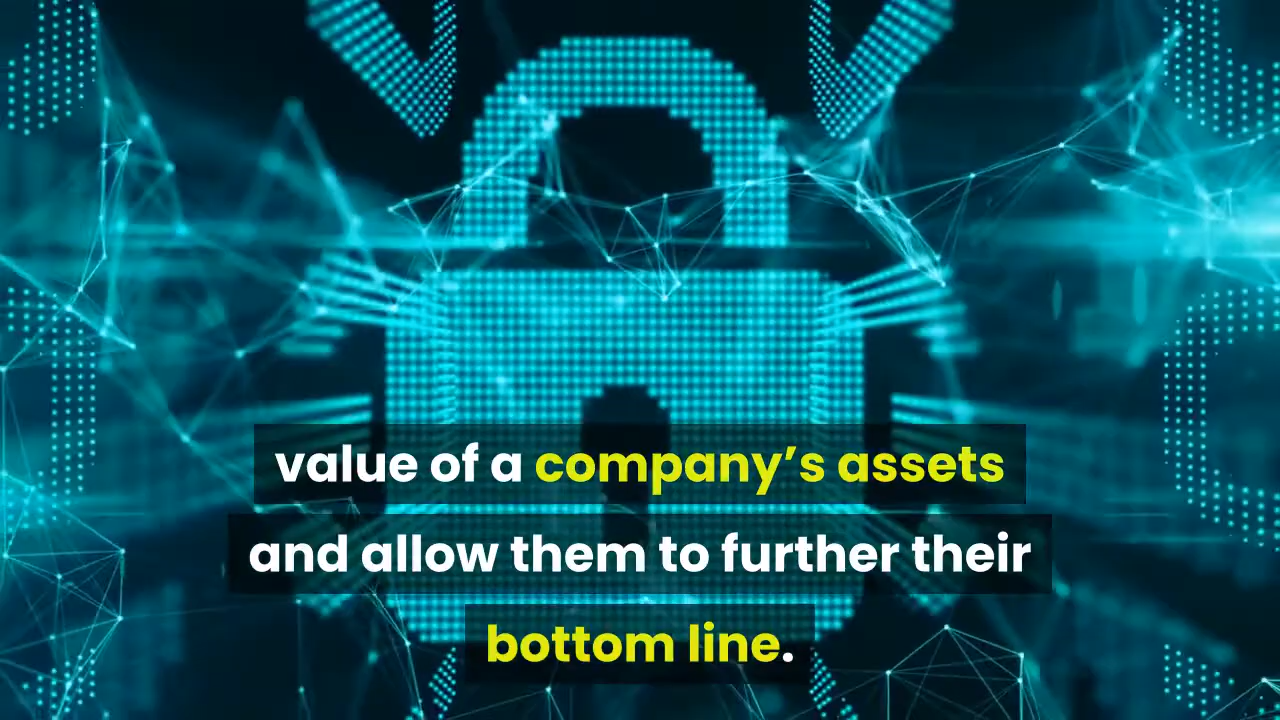 value of a company’s assets
and allow them to further their
bottom line.